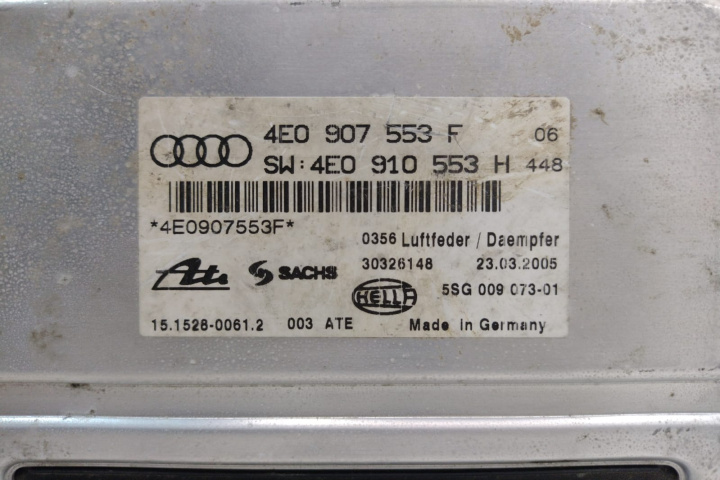 4E0 907 553 F 06
SW:4E0 910 553 H 448
*4E0907553F*
0356 Luftfeder / Daempfer
30326148 23.03.2005
Ate SACHS
HELLA 5SG 009 073-01
15.1526-0061.2 003 ATE Made in Germany